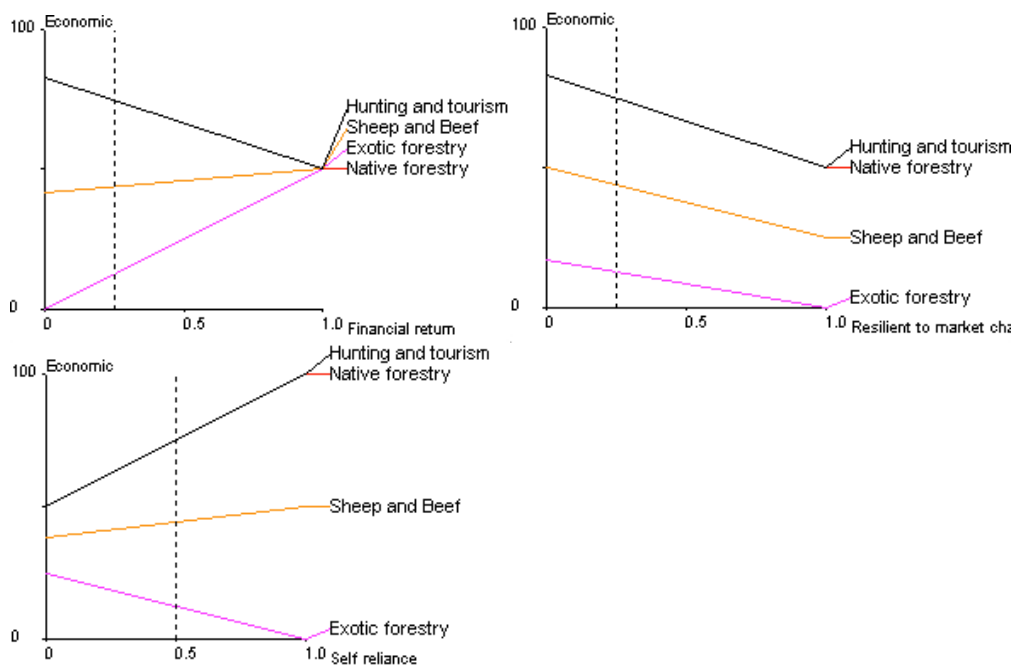 Economic
100
Hunting and tourism
Sheep and Beef
Exotic forestry
Native forestry
0
0
0.5
1.0
Financial return
Economic
100
Hunting and tourism
Native forestry
Sheep and Beef
Exotic forestry
0
0
0.5
1.0
Resilient to market cha
Economic
100
Hunting and tourism
Native forestry
Sheep and Beef
Exotic forestry
0
0
0.5
1.0
Self reliance